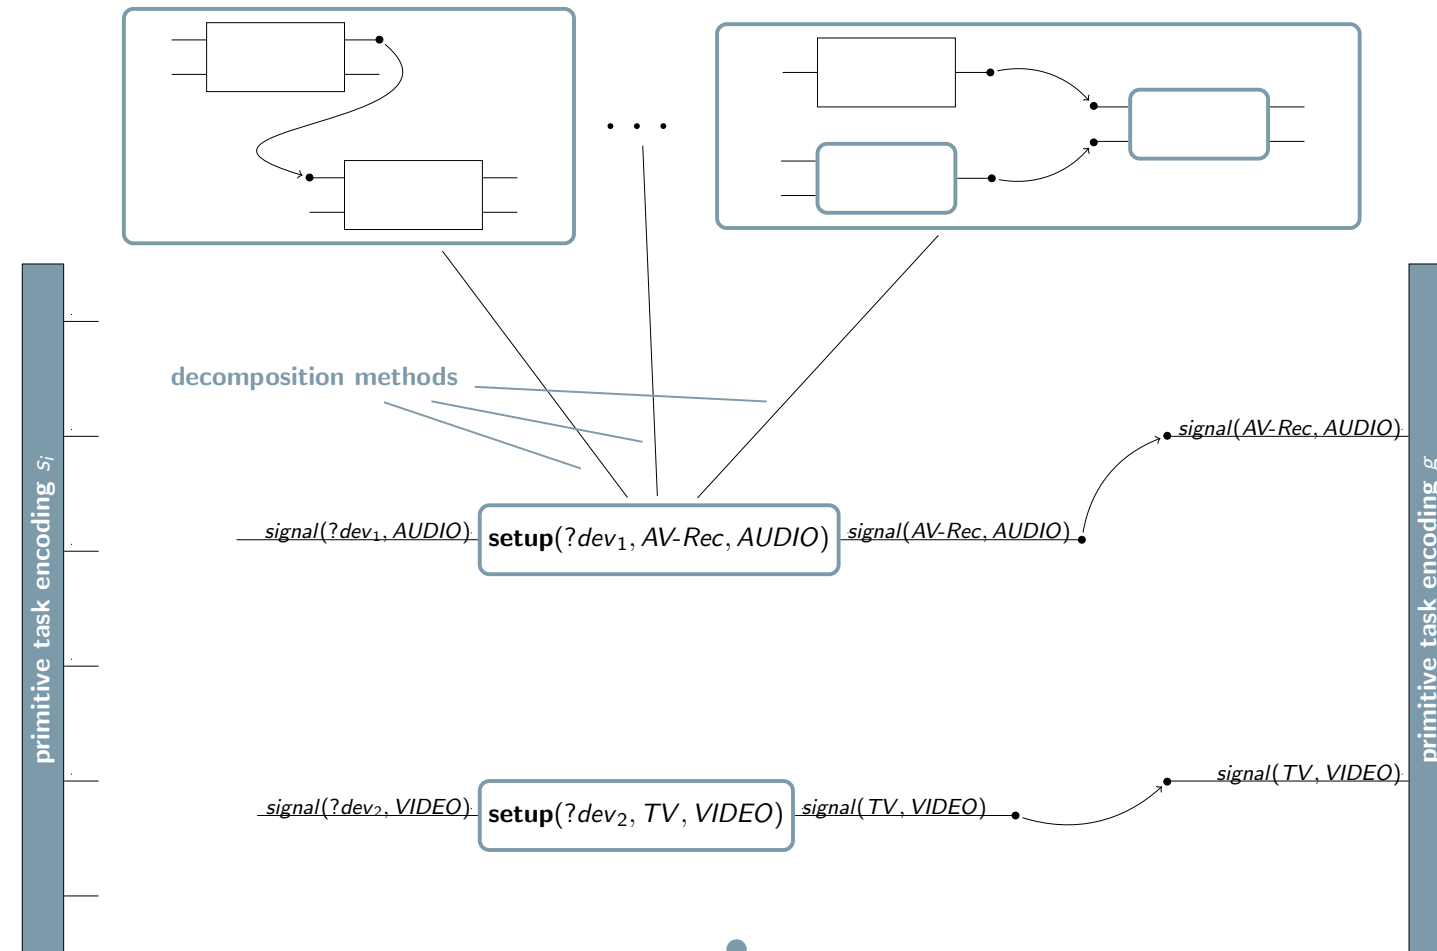 . . .
decomposition methods
signal(AV-Rec, AUDIO)
primitive task encoding sᵢ
signal(?dev₁, AUDIO)
setup(?dev₁, AV-Rec, AUDIO)
signal(AV-Rec, AUDIO)
primitive task encoding g
signal(TV, VIDEO)
signal(?dev₂, VIDEO)
setup(?dev₂, TV, VIDEO)
signal(TV, VIDEO)